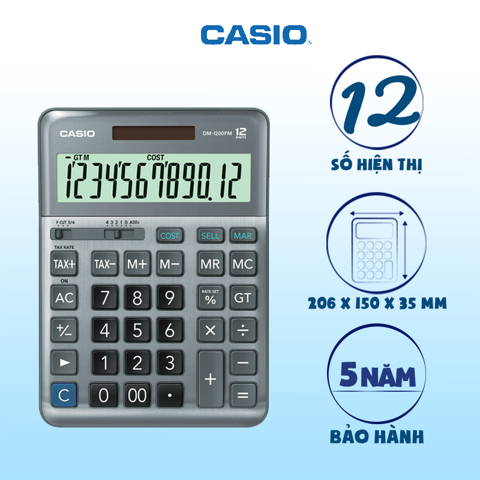 CASIO
CASIO
DM-1200FM 12 DIGITS
GT M COST
-1234567890.12
F CUT 5/4 4 3 2 1 0 ADD2
COST SELL MAR
TAX RATE
TAX+ TAX- M+ M- MR MC
ON
AC 7 8 9 RATE SET % GT
+/- 4 5 6 × ÷
► 1 2 3 + −
C 0 00 · =
12
SỐ HIỆN THỊ
206 X 150 X 35 MM
5 NĂM
BẢO HÀNH